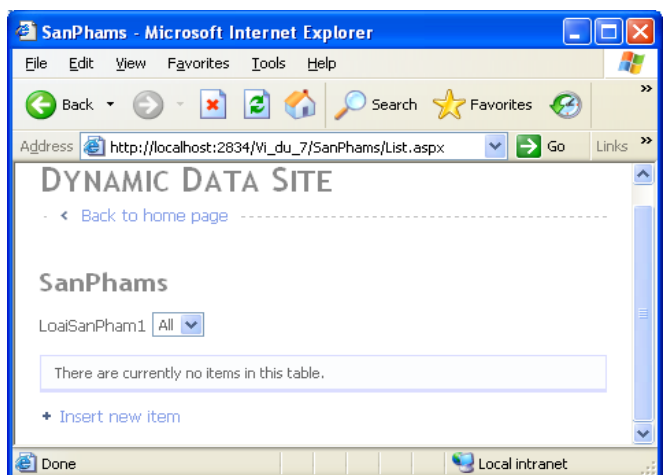 SanPhams - Microsoft Internet Explorer
File Edit View Favorites Tools Help
Back Search Favorites »
Address http://localhost:2834/Vi_du_7/SanPhams/List.aspx Go Links »
DYNAMIC DATA SITE
Back to home page
SANPHAMS
LoaiSanPham1 All
There are currently no items in this table.
Insert new item
Done Local intranet